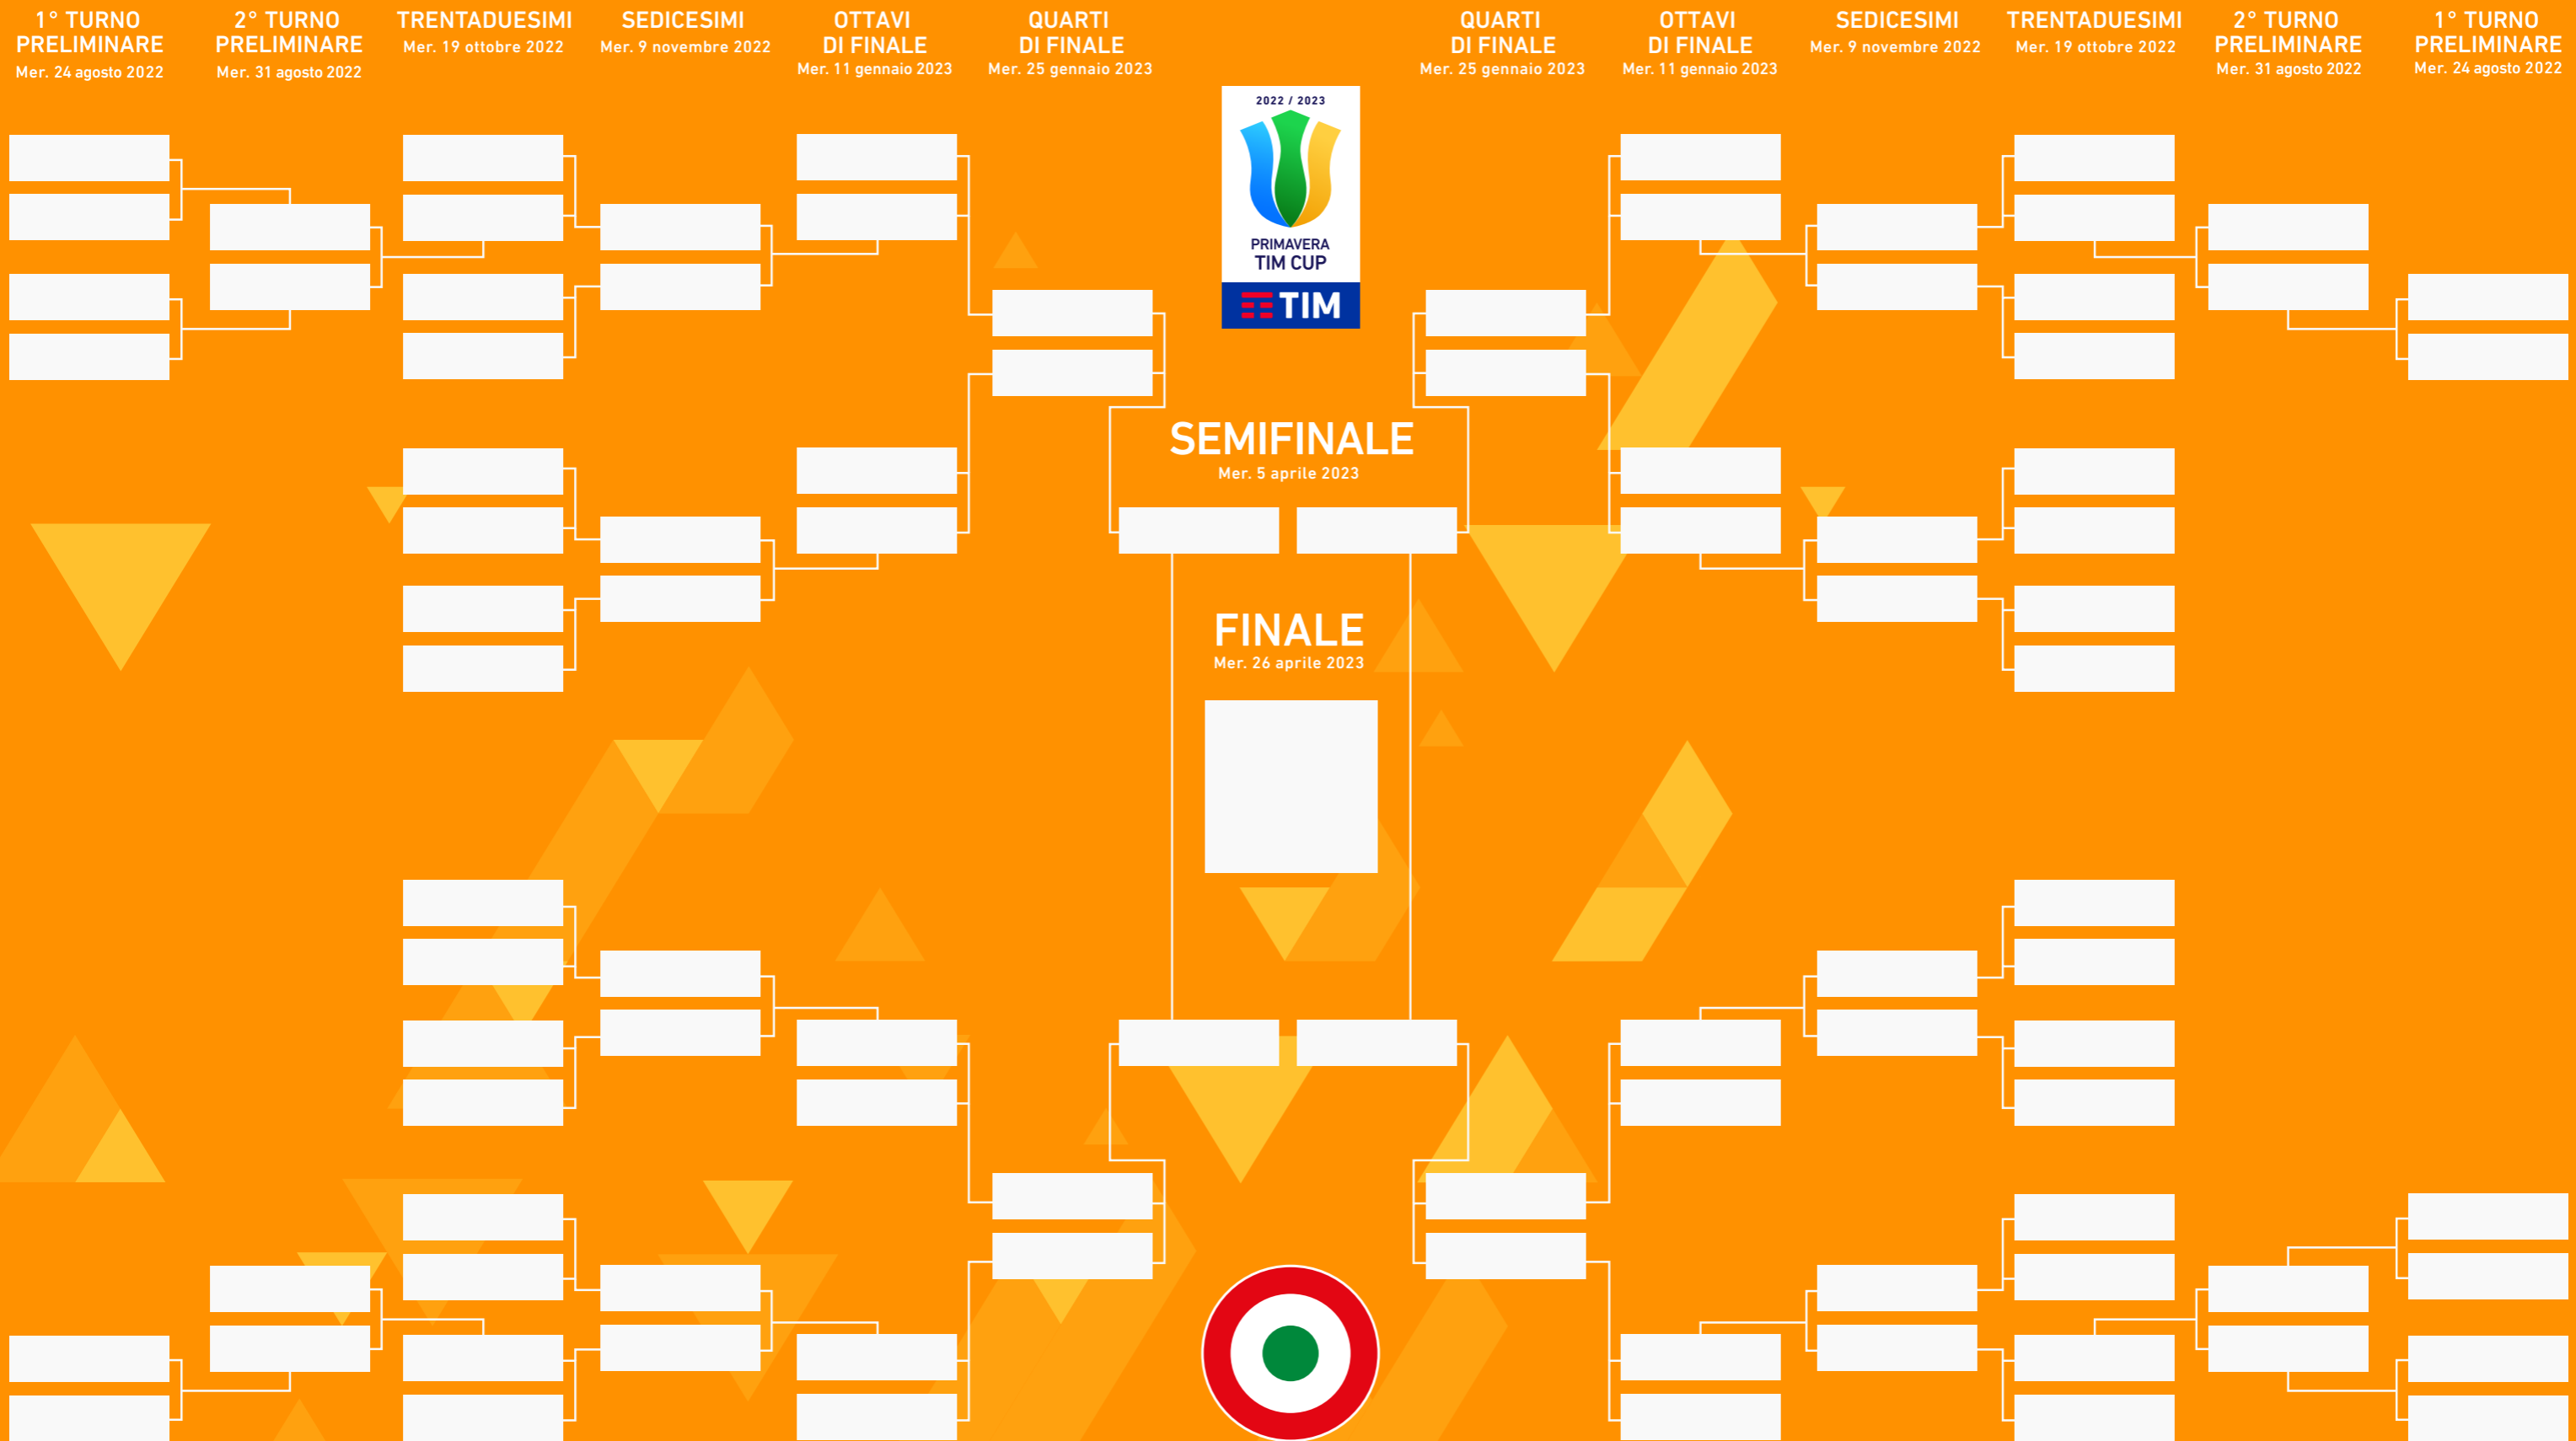 1° TURNO
PRELIMINARE
Mer. 24 agosto 2022
2° TURNO
PRELIMINARE
Mer. 31 agosto 2022
TRENTADUESIMI
Mer. 19 ottobre 2022
SEDICESIMI
Mer. 9 novembre 2022
OTTAVI
DI FINALE
Mer. 11 gennaio 2023
QUARTI
DI FINALE
Mer. 25 gennaio 2023
QUARTI
DI FINALE
Mer. 25 gennaio 2023
OTTAVI
DI FINALE
Mer. 11 gennaio 2023
SEDICESIMI
Mer. 9 novembre 2022
TRENTADUESIMI
Mer. 19 ottobre 2022
2° TURNO
PRELIMINARE
Mer. 31 agosto 2022
1° TURNO
PRELIMINARE
Mer. 24 agosto 2022
2022 / 2023
PRIMAVERA
TIM CUP
TIM
SEMIFINALE
Mer. 5 aprile 2023
FINALE
Mer. 26 aprile 2023